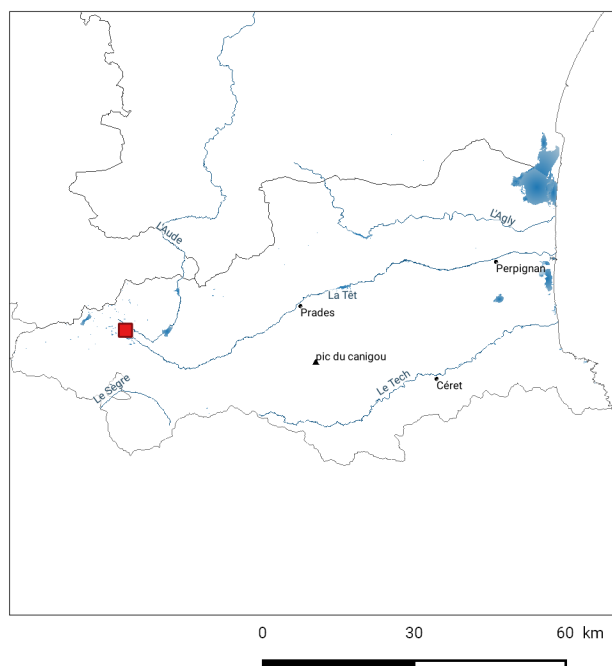 L'Aude
L'Agly
Perpignan
La Têt
Prades
pic du canigou
Le Sègre
Le Tech
Céret
0 30 60 km